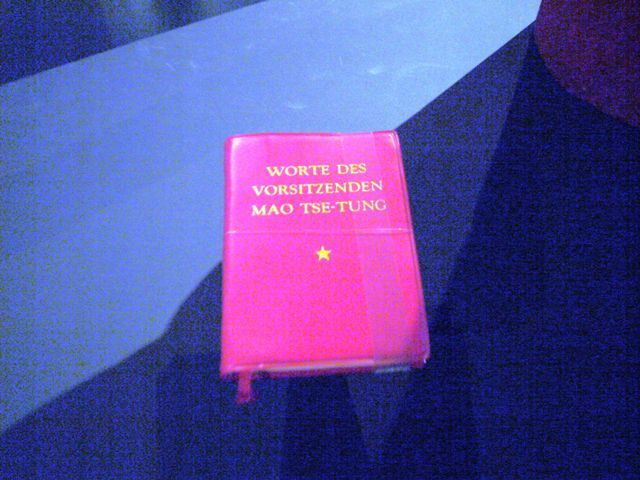 WORTE DES
VORSITZENDEN
MAO TSE-TUNG